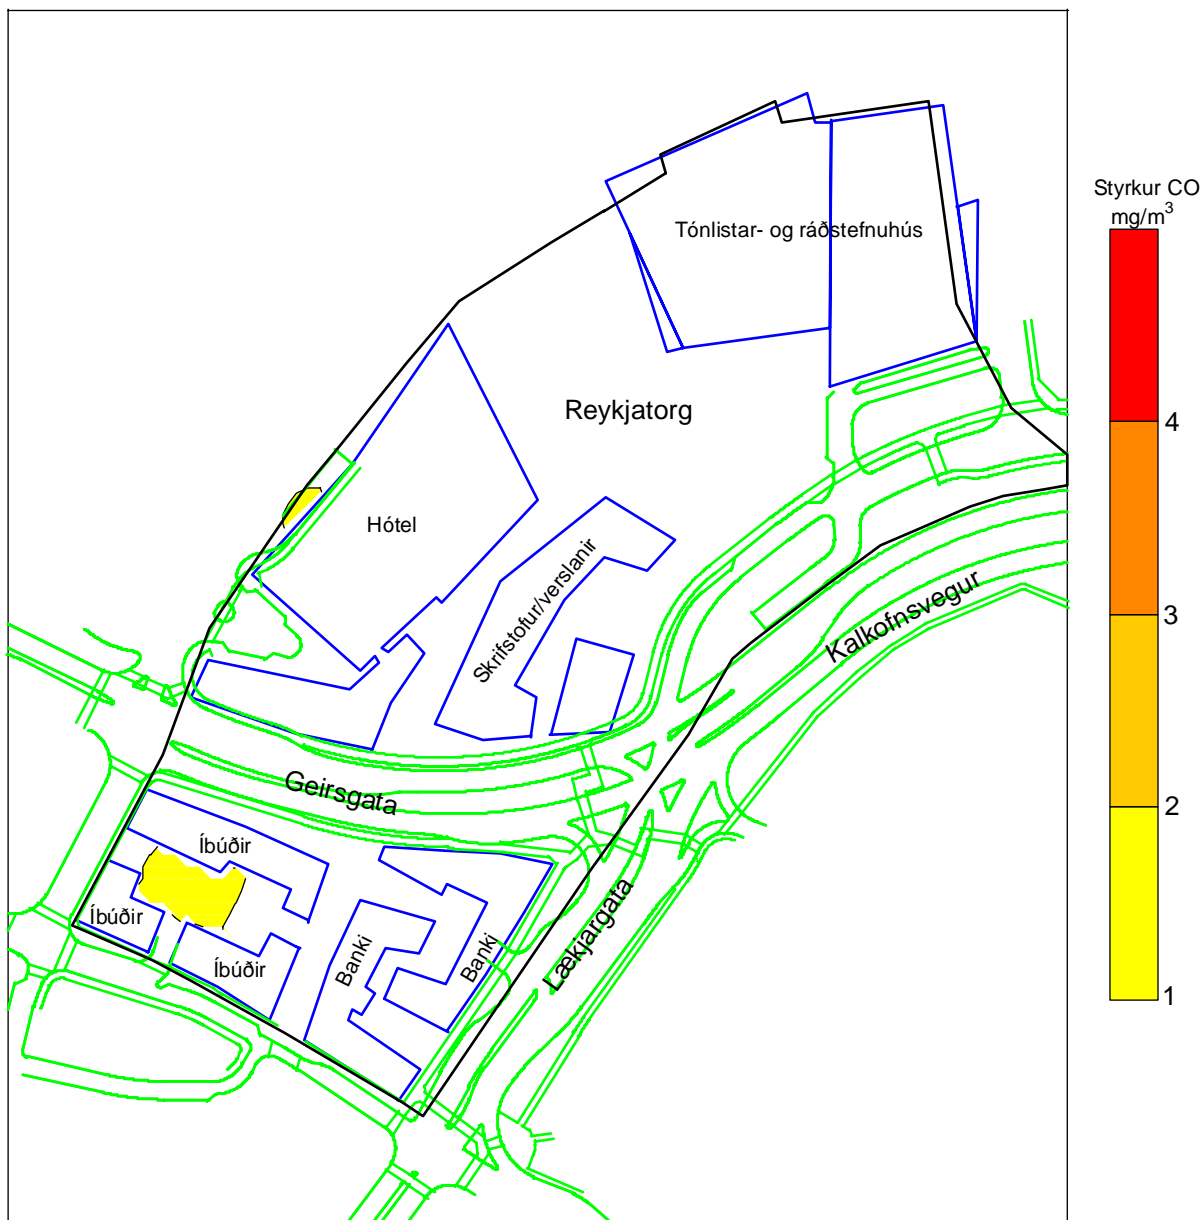 Styrkur CO
mg/m³
4
3
2
1
Tónlistar- og ráðstefnuhús
Reykjatorg
Hótel
Skrifstofur/verslanir
Kalkofnsvegur
Geirsgata
Íbúðir
Íbúðir
Íbúðir
Banki
Banki
Lækjargata